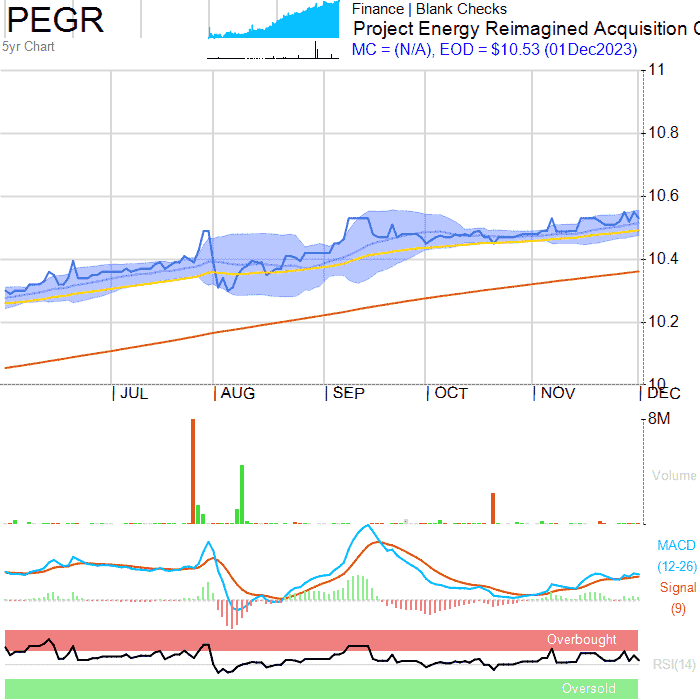 PEGR
5yr Chart
Finance | Blank Checks
Project Energy Reimagined Acquisition C
MC = (N/A), EOD = $10.53 (01Dec2023)
11
10.8
10.6
10.4
10.2
10
| JUL | AUG | SEP | OCT | NOV | DEC
8M
Volume
MACD
(12-26)
Signal
(9)
Overbought
RSI(14)
Oversold